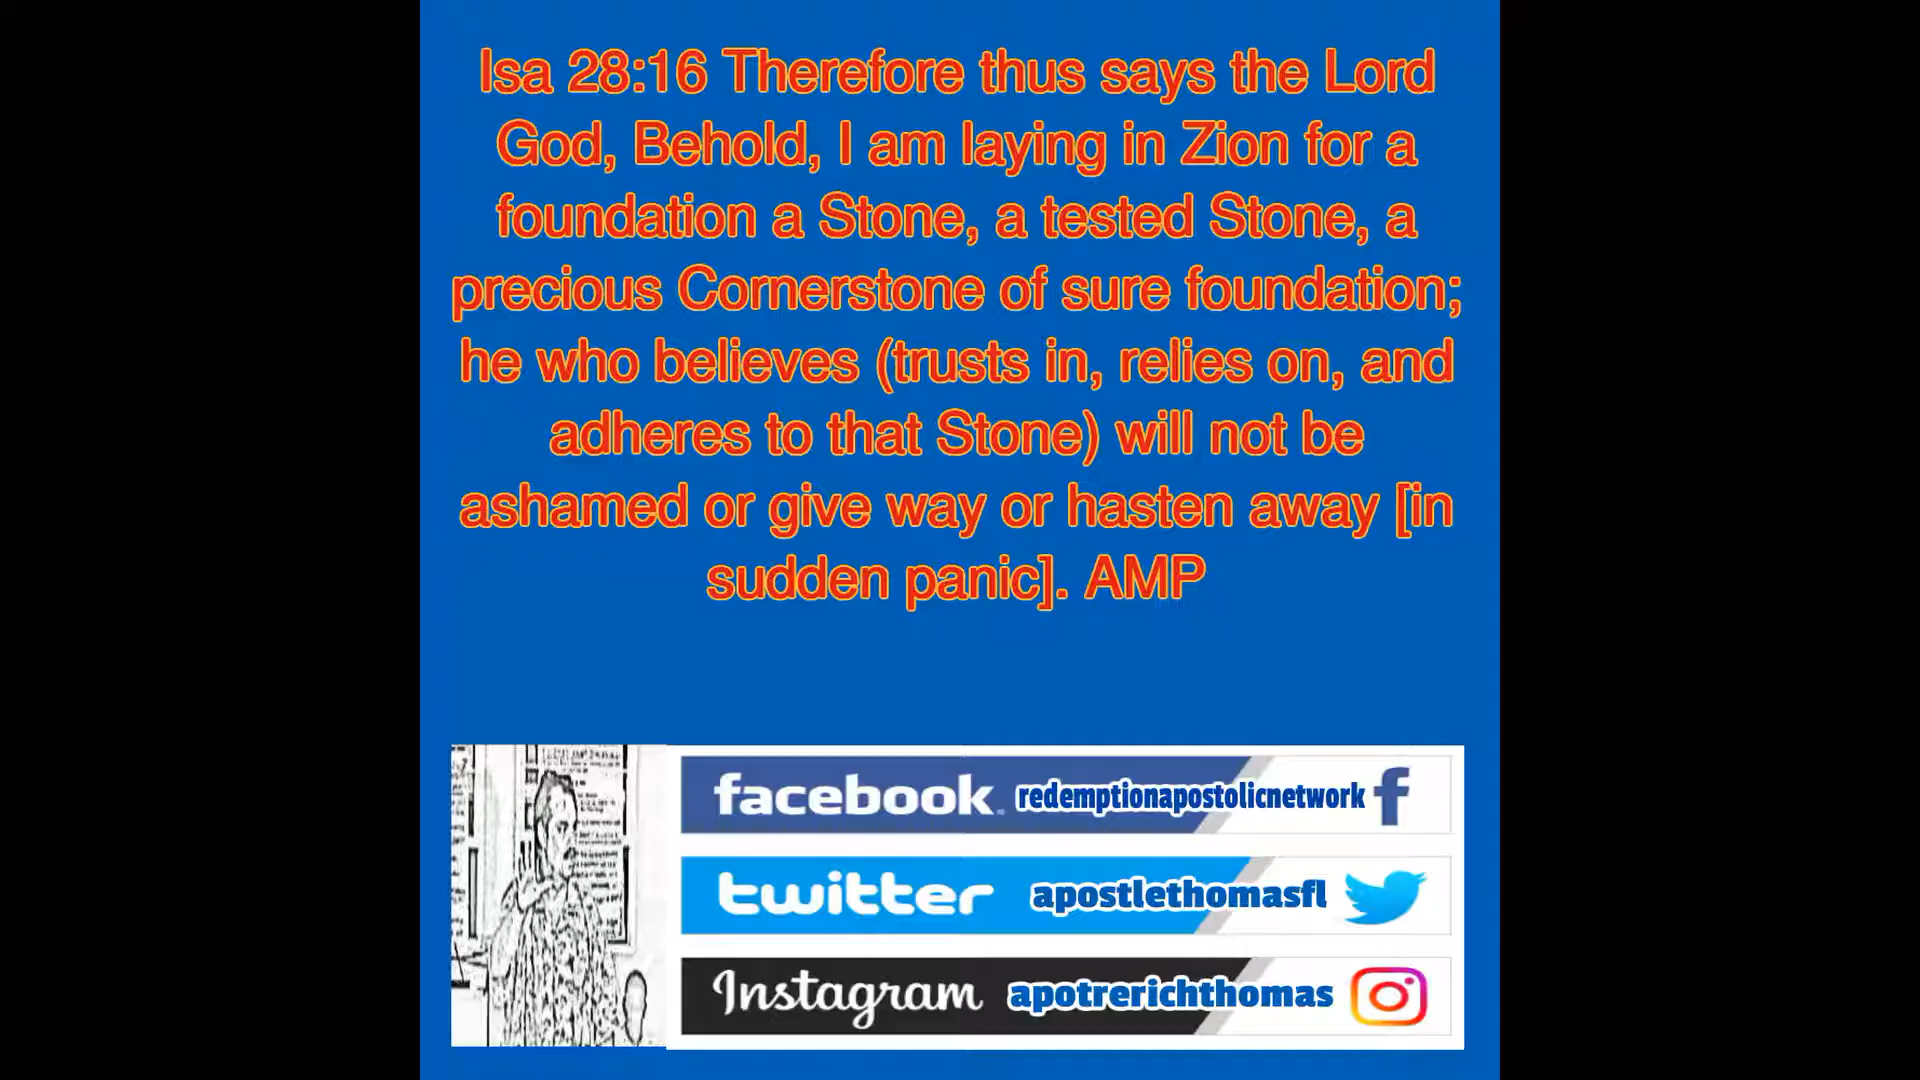 Isa 28:16 Therefore thus says the Lord
God, Behold, I am laying in Zion for a
foundation a Stone, a tested Stone, a
precious Cornerstone of sure foundation;
he who believes (trusts in, relies on, and
adheres to that Stone) will not be
ashamed or give way or hasten away [in
sudden panic]. AMP
facebook. redemptionapostolicnetwork f
twitter apostlethomasfl
Instagram apotrerichthomas